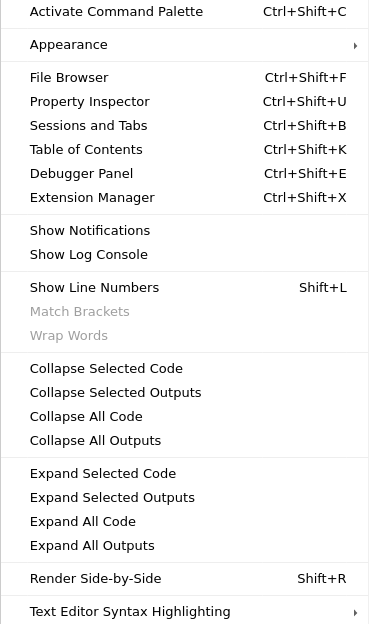 Activate Command Palette Ctrl+Shift+C
Appearance
File Browser Ctrl+Shift+F
Property Inspector Ctrl+Shift+U
Sessions and Tabs Ctrl+Shift+B
Table of Contents Ctrl+Shift+K
Debugger Panel Ctrl+Shift+E
Extension Manager Ctrl+Shift+X
Show Notifications
Show Log Console
Show Line Numbers Shift+L
Match Brackets
Wrap Words
Collapse Selected Code
Collapse Selected Outputs
Collapse All Code
Collapse All Outputs
Expand Selected Code
Expand Selected Outputs
Expand All Code
Expand All Outputs
Render Side-by-Side Shift+R
Text Editor Syntax Highlighting